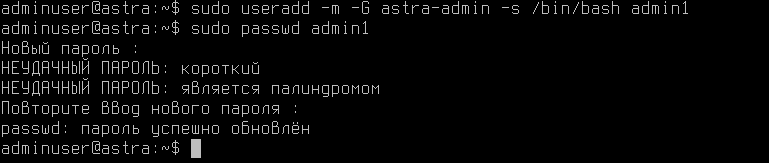 adminuser@astra:~$ sudo useradd -m -G astra-admin -s /bin/bash admin1
adminuser@astra:~$ sudo passwd admin1
Новый пароль :
НЕУДАЧНЫЙ ПАРОЛЬ: короткий
НЕУДАЧНЫЙ ПАРОЛЬ: является палиндромом
Повторите ввод нового пароля :
passwd: пароль успешно обновлён
adminuser@astra:~$